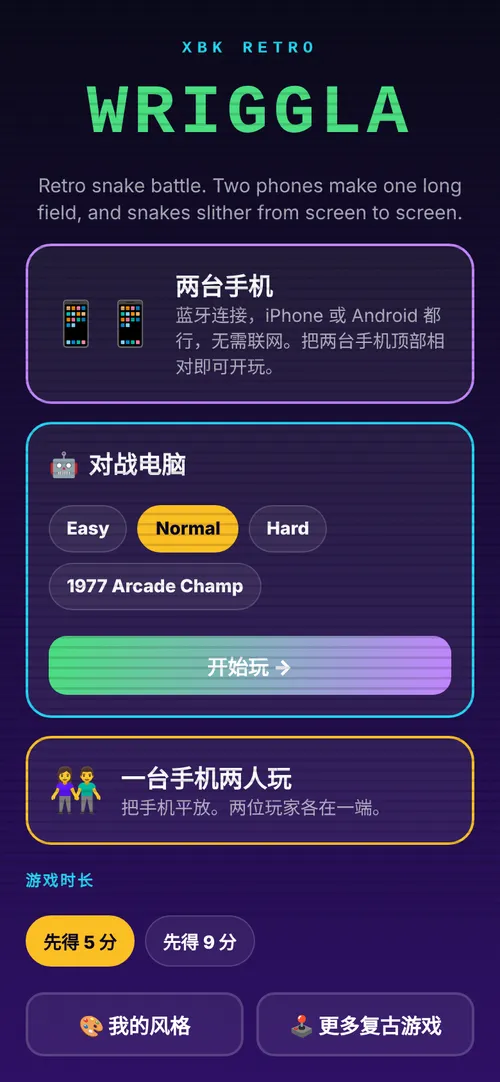 XBK RETRO
WRIGGLA
Retro snake battle. Two phones make one long
field, and snakes slither from screen to screen.
两台手机
蓝牙连接，iPhone 或 Android 都
行，无需联网。把两台手机顶部相
对即可开玩。
对战电脑
Easy
Normal
Hard
1977 Arcade Champ
开始玩 →
一台手机两人玩
把手机平放。两位玩家各在一端。
游戏时长
先得 5 分
先得 9 分
我的风格
更多复古游戏